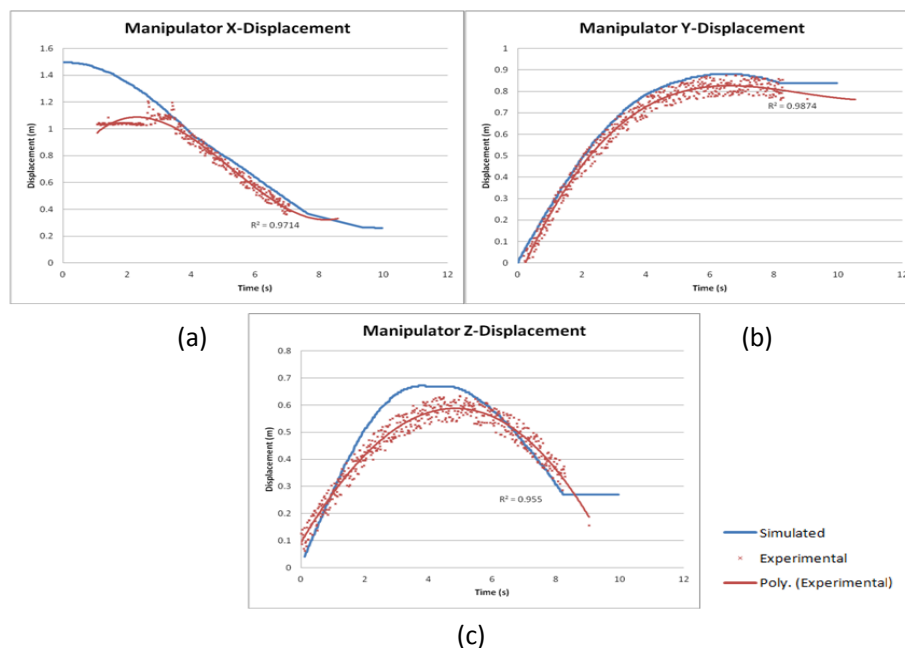 Manipulator X-Displacement
1.6
1.4
1.2
1
0.8
0.6
0.4
0.2
0
Displacement (m)
R² = 0.9714
0 2 4 6 8 10 12
Time (s)
(a)
Manipulator Y-Displacement
1
0.9
0.8
0.7
0.6
0.5
0.4
0.3
0.2
0.1
0
Displacement (m)
R² = 0.9874
0 2 4 6 8 10 12
Time (s)
(b)
Manipulator Z-Displacement
0.8
0.7
0.6
0.5
0.4
0.3
0.2
0.1
0
Displacement (m)
R² = 0.955
0 2 4 6 8 10 12
Time (s)
(c)
Simulated
Experimental
Poly. (Experimental)